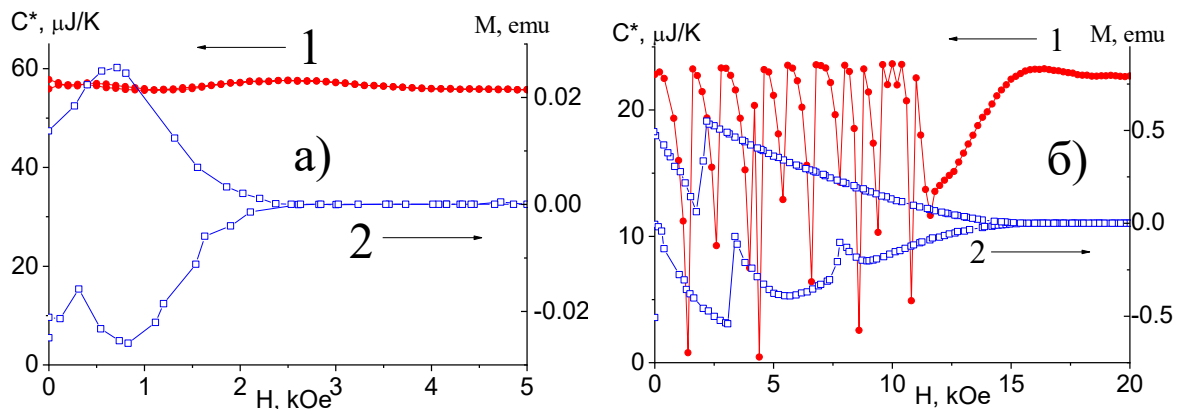 C*, μJ/K
1
M, emu
60
40
20
0
0.02
0.00
-0.02
а)
2
0 1 2 3 4 5
H, kOe
C*, μJ/K
1
M, emu
20
10
0
0.5
0.0
-0.5
б)
2
0 5 10 15 20
H, kOe